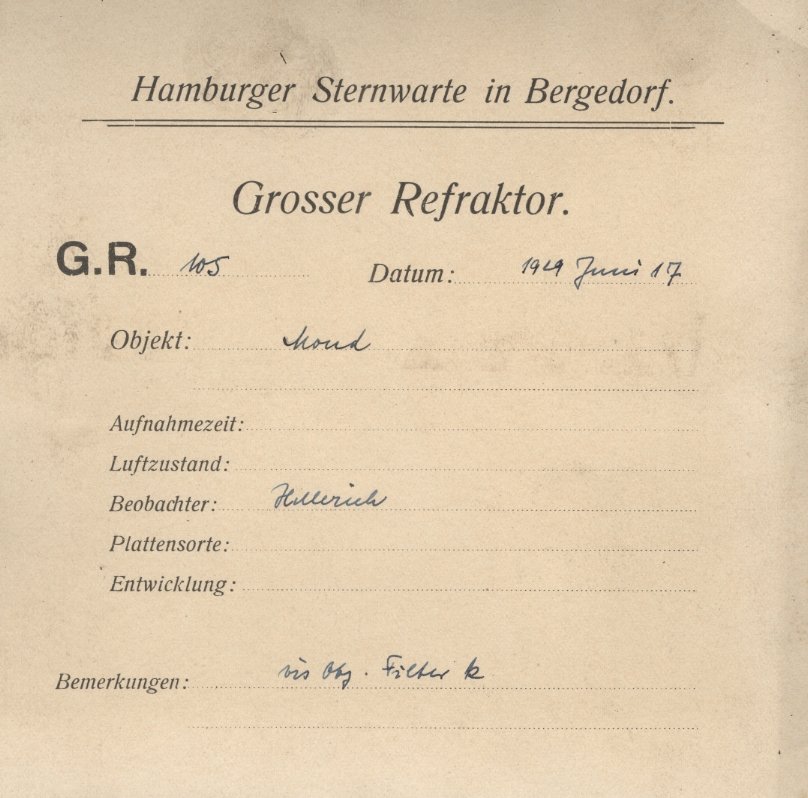 Hamburger Sternwarte in Bergedorf.
Grosser Refraktor.
G.R. 105 Datum: 1929 Juni 17
Objekt: Mond
Aufnahmezeit:
Luftzustand:
Beobachter: Hellerich
Plattensorte:
Entwicklung:
Bemerkungen: vis Obj. Filter k